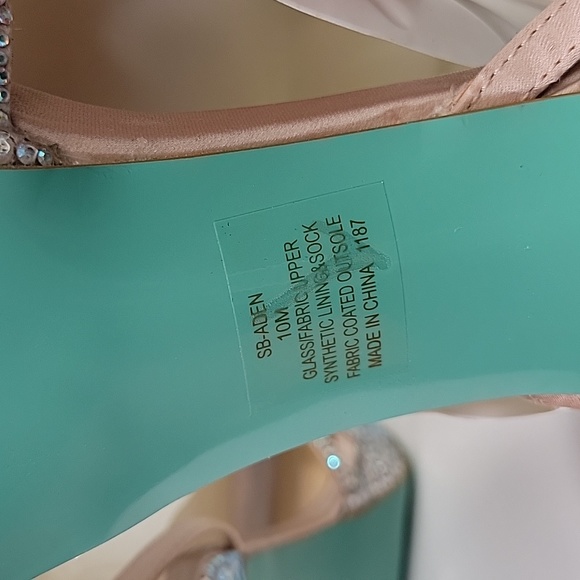 SB-ADEN
10M
GLASS/FABRIC UPPER
SYNTHETIC LINING&SOCK
FABRIC COATED OUTSOLE
MADE IN CHINA 1187